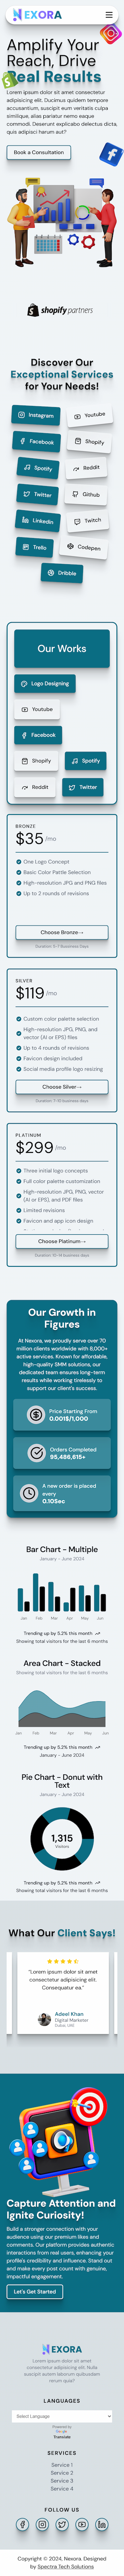 NEXORA
Amplify Your
Reach, Drive
Real Results
Lorem ipsum dolor sit amet consectetur
adipisicing elit. Ducimus quidem magnam
illum, suscipit eum veritatis culpa
similique, alias pariatur nemo neque
magni. Deserunt explicabo delectus dicta,
qui adipisci harum aut?
Book a Consultation
shopify partners
Discover Our
Exceptional Services
for Your Needs!
Instagram
Youtube
Facebook
Shopify
Spotify
Reddit
Twitter
Github
Linkedin
Twitch
Trello
Codepen
Dribble
Our Works
Logo Designing
Youtube
Facebook
Shopify
Spotify
Reddit
Twitter
BRONZE
$35 /mo
One Logo Concept
Basic Color Pattle Selection
High-resolution JPG and PNG files
Up to 2 rounds of revisions
Choose Bronze→
Duration: 5-7 Business Days
SILVER
$119 /mo
Custom color palette selection
High-resolution JPG, PNG, and
vector (AI or EPS) files
Up to 4 rounds of revisions
Favicon design included
Social media profile logo resizing
Choose Silver→
Duration: 7-10 business days
PLATINUM
$299 /mo
Three initial logo concepts
Full color palette customization
High-resolution JPG, PNG, vector
(AI or EPS), and PDF files
Limited revisions
Favicon and app icon design
Choose Platinum→
Duration: 10-14 business days
Our Growth in
Figures
At Nexora, we proudly serve over 70
million clients worldwide with 6,000+
active services. Known for affordable,
high-quality SMM solutions, our
dedicated team ensures long-term
results while working tirelessly to
support our client's success.
Price Starting From
0.001$/1,000
Orders Completed
95,466,615+
A new order is placed
every
0.10Sec
Bar Chart - Multiple
January - June 2024
Jan Feb Mar Apr May Jun
Trending up by 5.2% this month
Showing total visitors for the last 6 months
Area Chart - Stacked
Showing total visitors for the last 6 months
Jan Feb Mar Apr May Jun
Trending up by 5.2% this month
January - June 2024
Pie Chart - Donut with
Text
January - June 2024
1,315
Visitors
Trending up by 5.2% this month
Showing total visitors for the last 6 months
What Our Client Says!
"Lorem ipsum dolor sit amet
consectetur adipisicing elit.
Consequatur ea."
Adeel Khan
Digital Marketer
Dubai, UAE
Capture Attention and
Ignite Curiosity!
Build a stronger connection with your
audience using our premium likes and
comments. Our platform provides authentic
interactions from real users, enhancing your
profile's credibility and influence. Stand out
and make every post count with genuine,
impactful engagement.
Let's Get Started
NEXORA
Lorem ipsum dolor sit amet
consectetur adipisicing elit. Nulla
rerum quia?
LANGUAGES
Select Language
Powered by
Google
Translate
SERVICES
Service 1
Service 2
Service 3
Service 4
FOLLOW US
Copyright © 2024, Nexora. Designed
by Spectra Tech Solutions